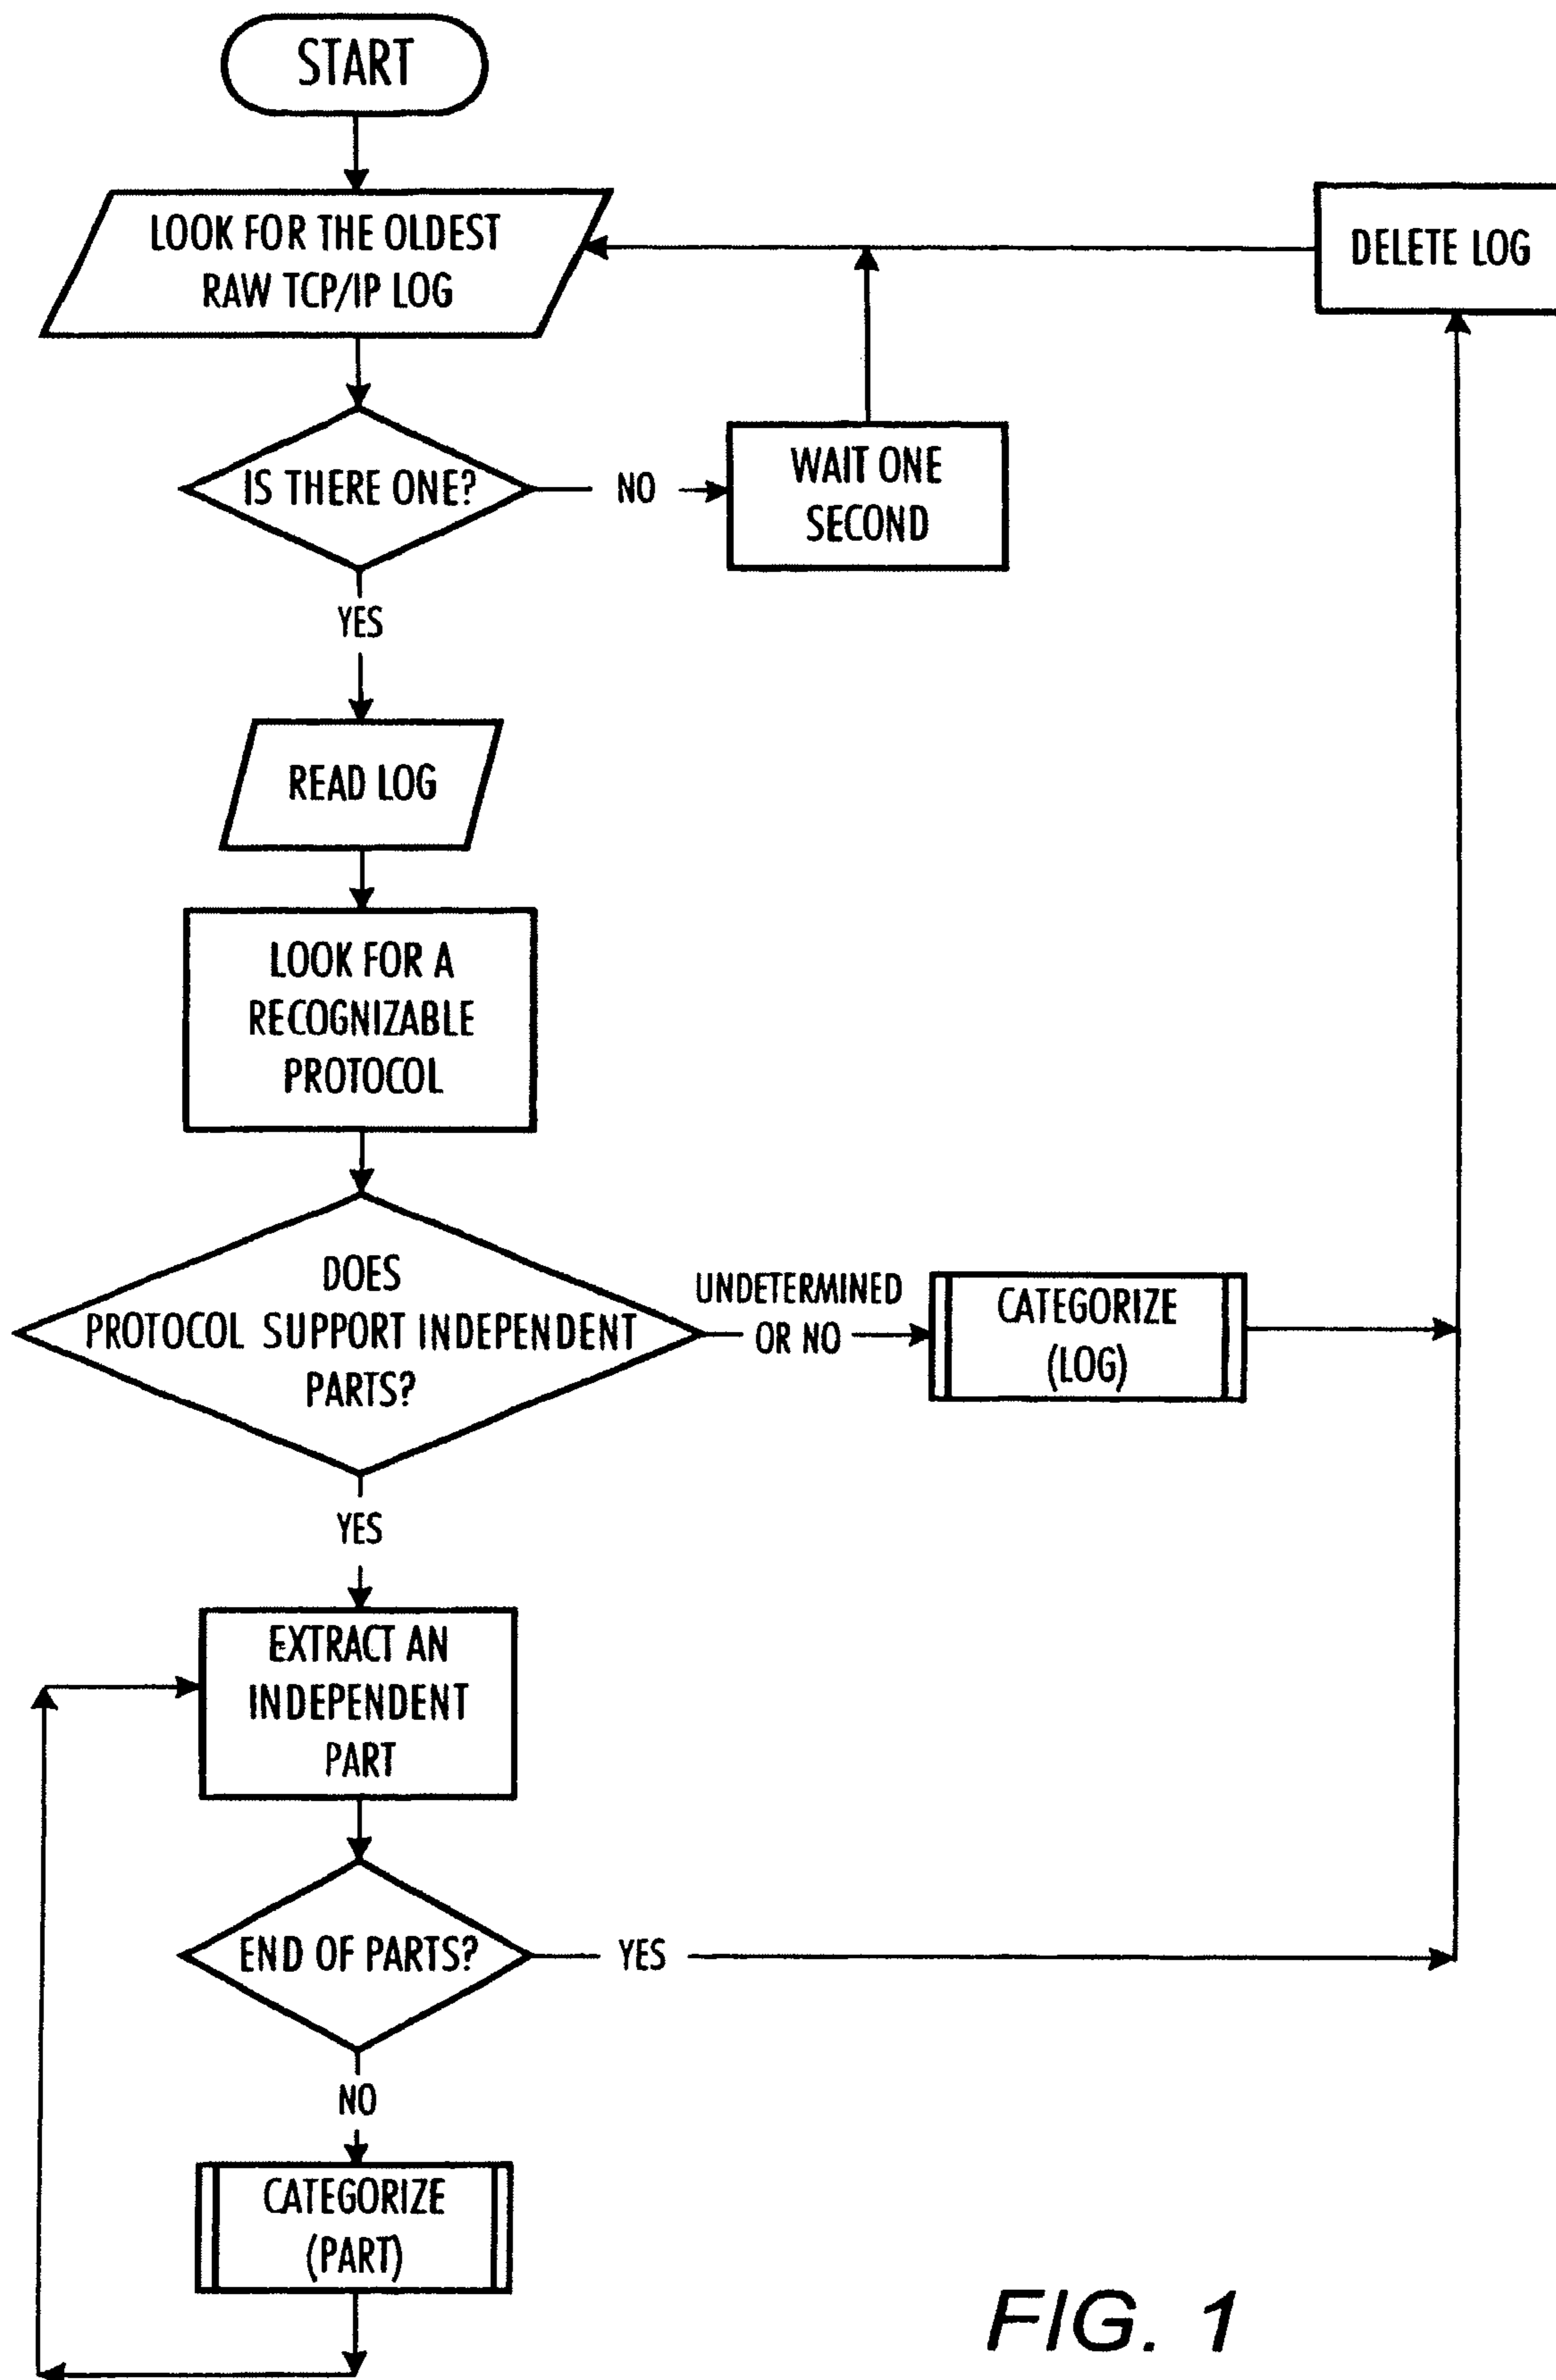 START
LOOK FOR THE OLDEST
RAW TCP/IP LOG
DELETE LOG
IS THERE ONE?
NO
WAIT ONE
SECOND
YES
READ LOG
LOOK FOR A
RECOGNIZABLE
PROTOCOL
DOES
PROTOCOL SUPPORT INDEPENDENT
PARTS?
UNDETERMINED
OR NO
CATEGORIZE
(LOG)
YES
EXTRACT AN
INDEPENDENT
PART
END OF PARTS?
YES
NO
CATEGORIZE
(PART)
FIG. 1